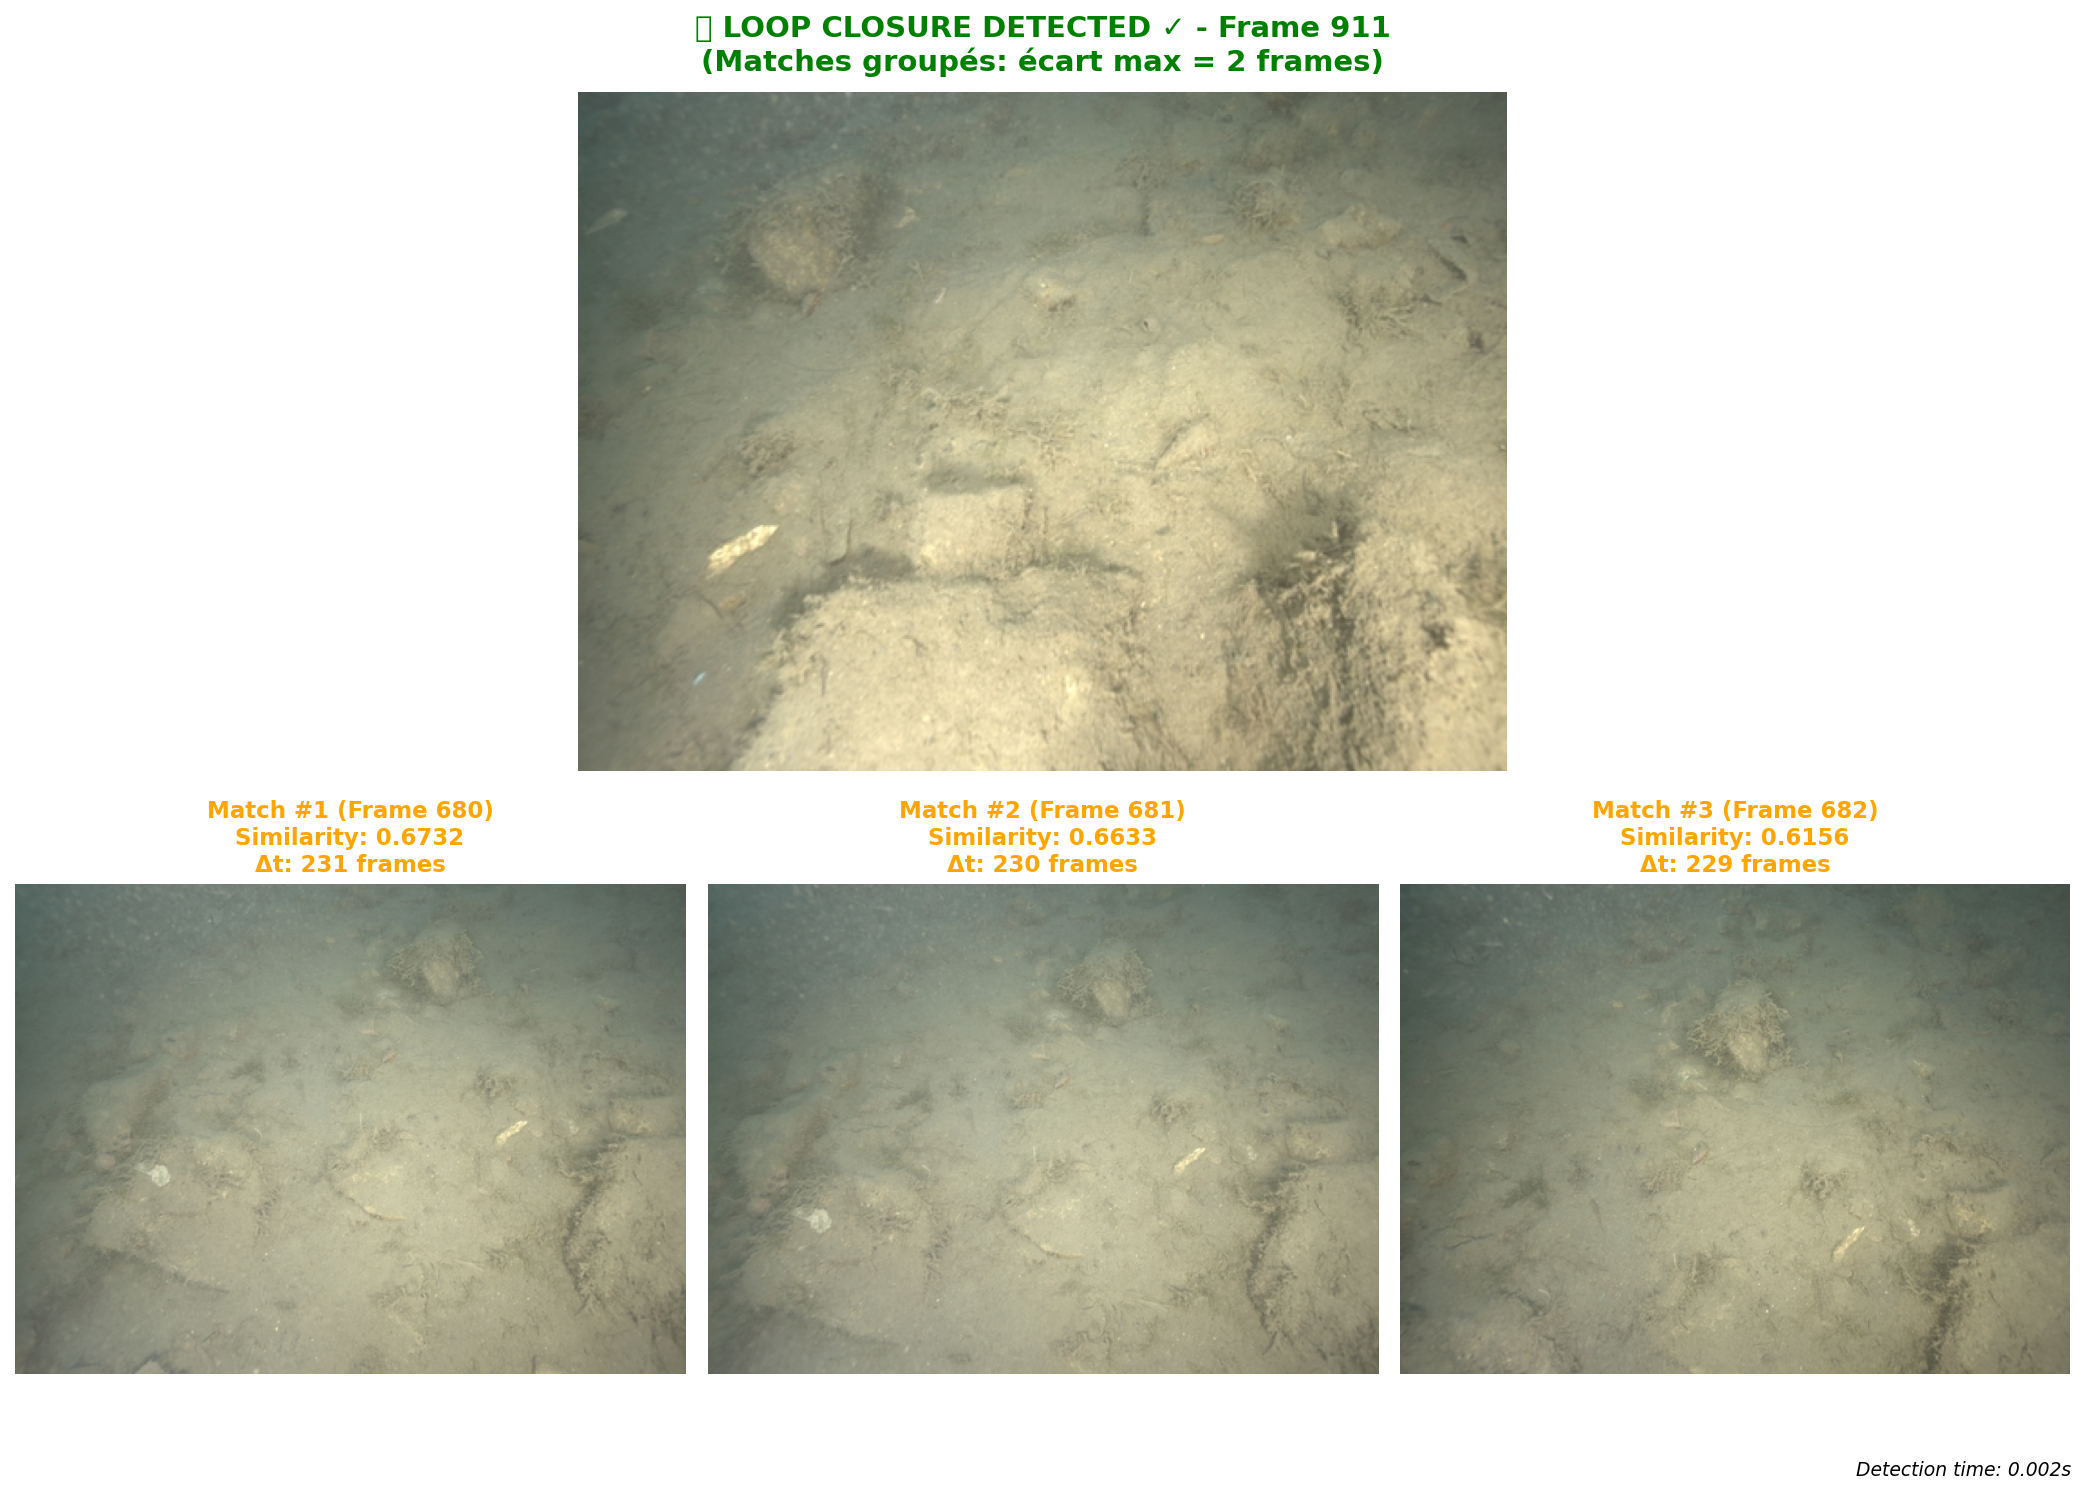 LOOP CLOSURE DETECTED ✓ - Frame 911
(Matches groupés: écart max = 2 frames)
Match #1 (Frame 680)
Similarity: 0.6732
Δt: 231 frames
Match #2 (Frame 681)
Similarity: 0.6633
Δt: 230 frames
Match #3 (Frame 682)
Similarity: 0.6156
Δt: 229 frames
Detection time: 0.002s